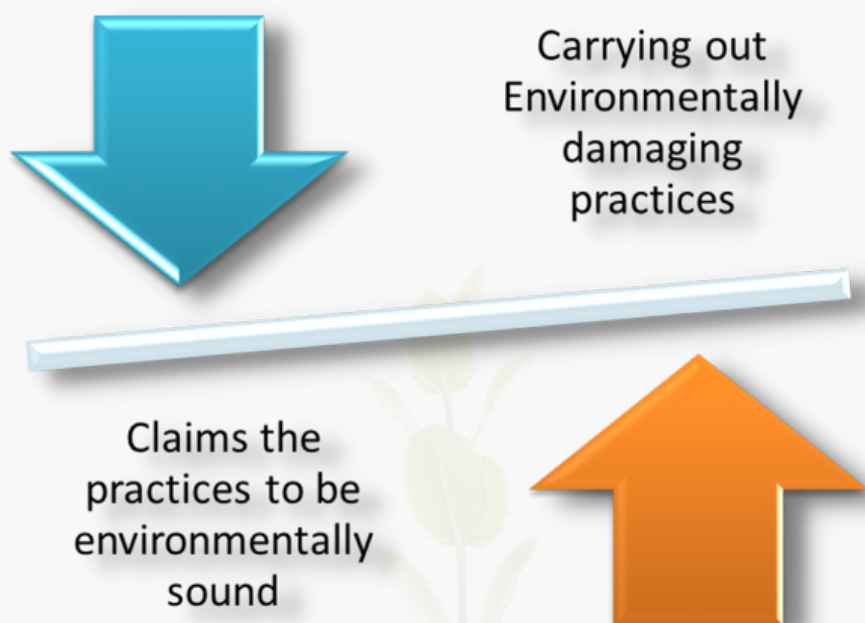 Carrying out
Environmentally
damaging
practices
Claims the
practices to be
environmentally
sound